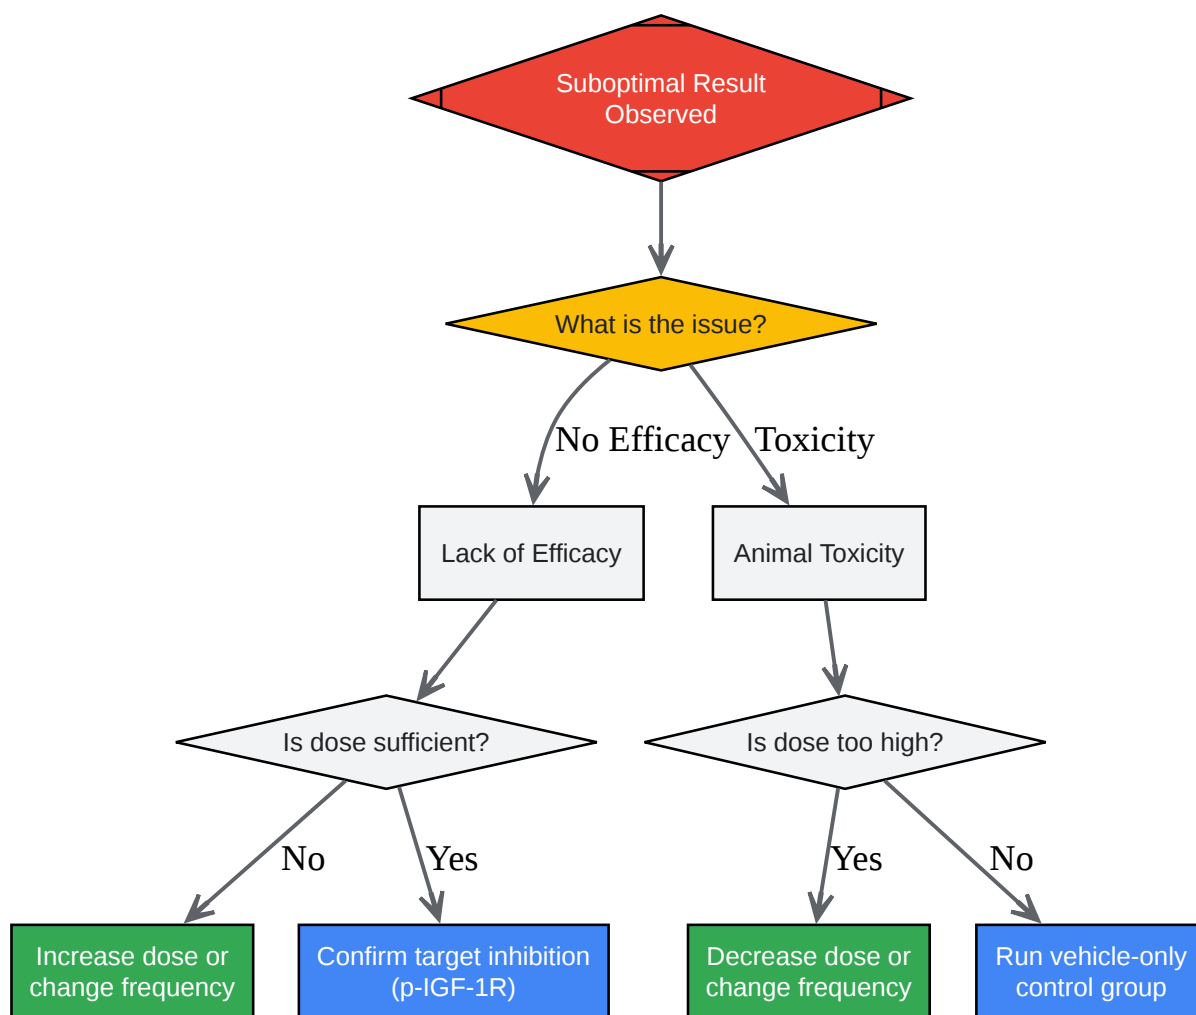 Suboptimal Result
Observed
What is the issue?
No Efficacy
Toxicity
Lack of Efficacy
Animal Toxicity
Is dose sufficient?
Is dose too high?
No
Yes
Yes
No
Increase dose or
change frequency
Confirm target inhibition
(p-IGF-1R)
Decrease dose or
change frequency
Run vehicle-only
control group